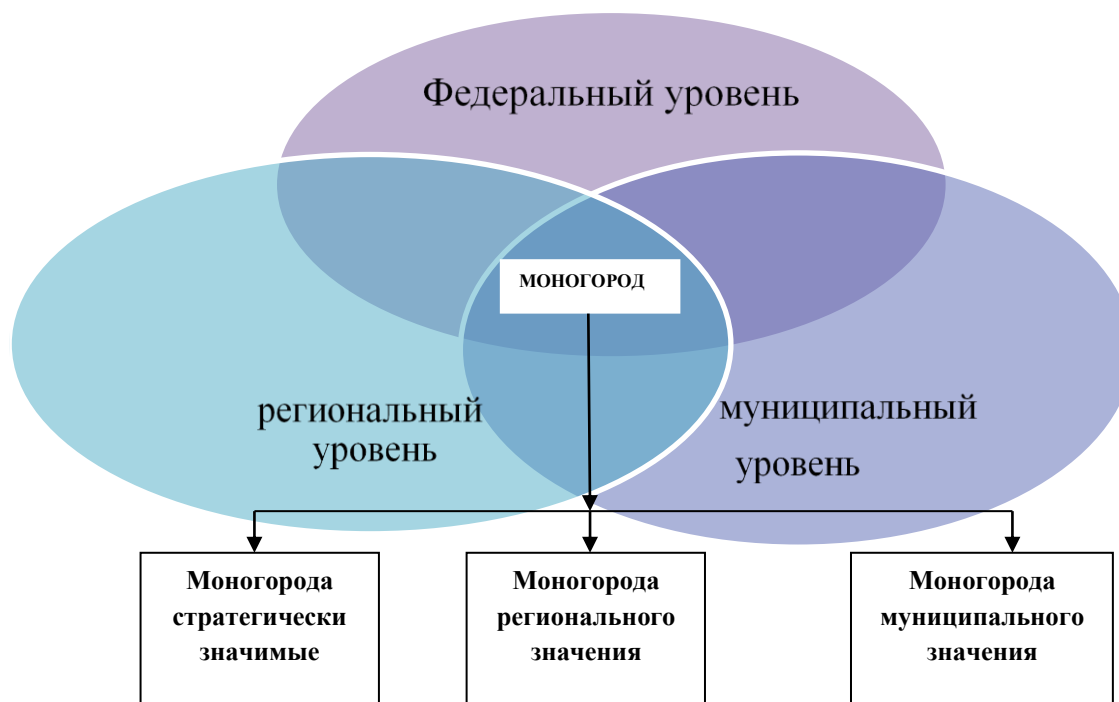 Федеральный уровень
МОНОГОРОД
региональный
уровень
муниципальный
уровень
Моногорода
стратегически
значимые
Моногорода
регионального
значения
Моногорода
муниципального
значения